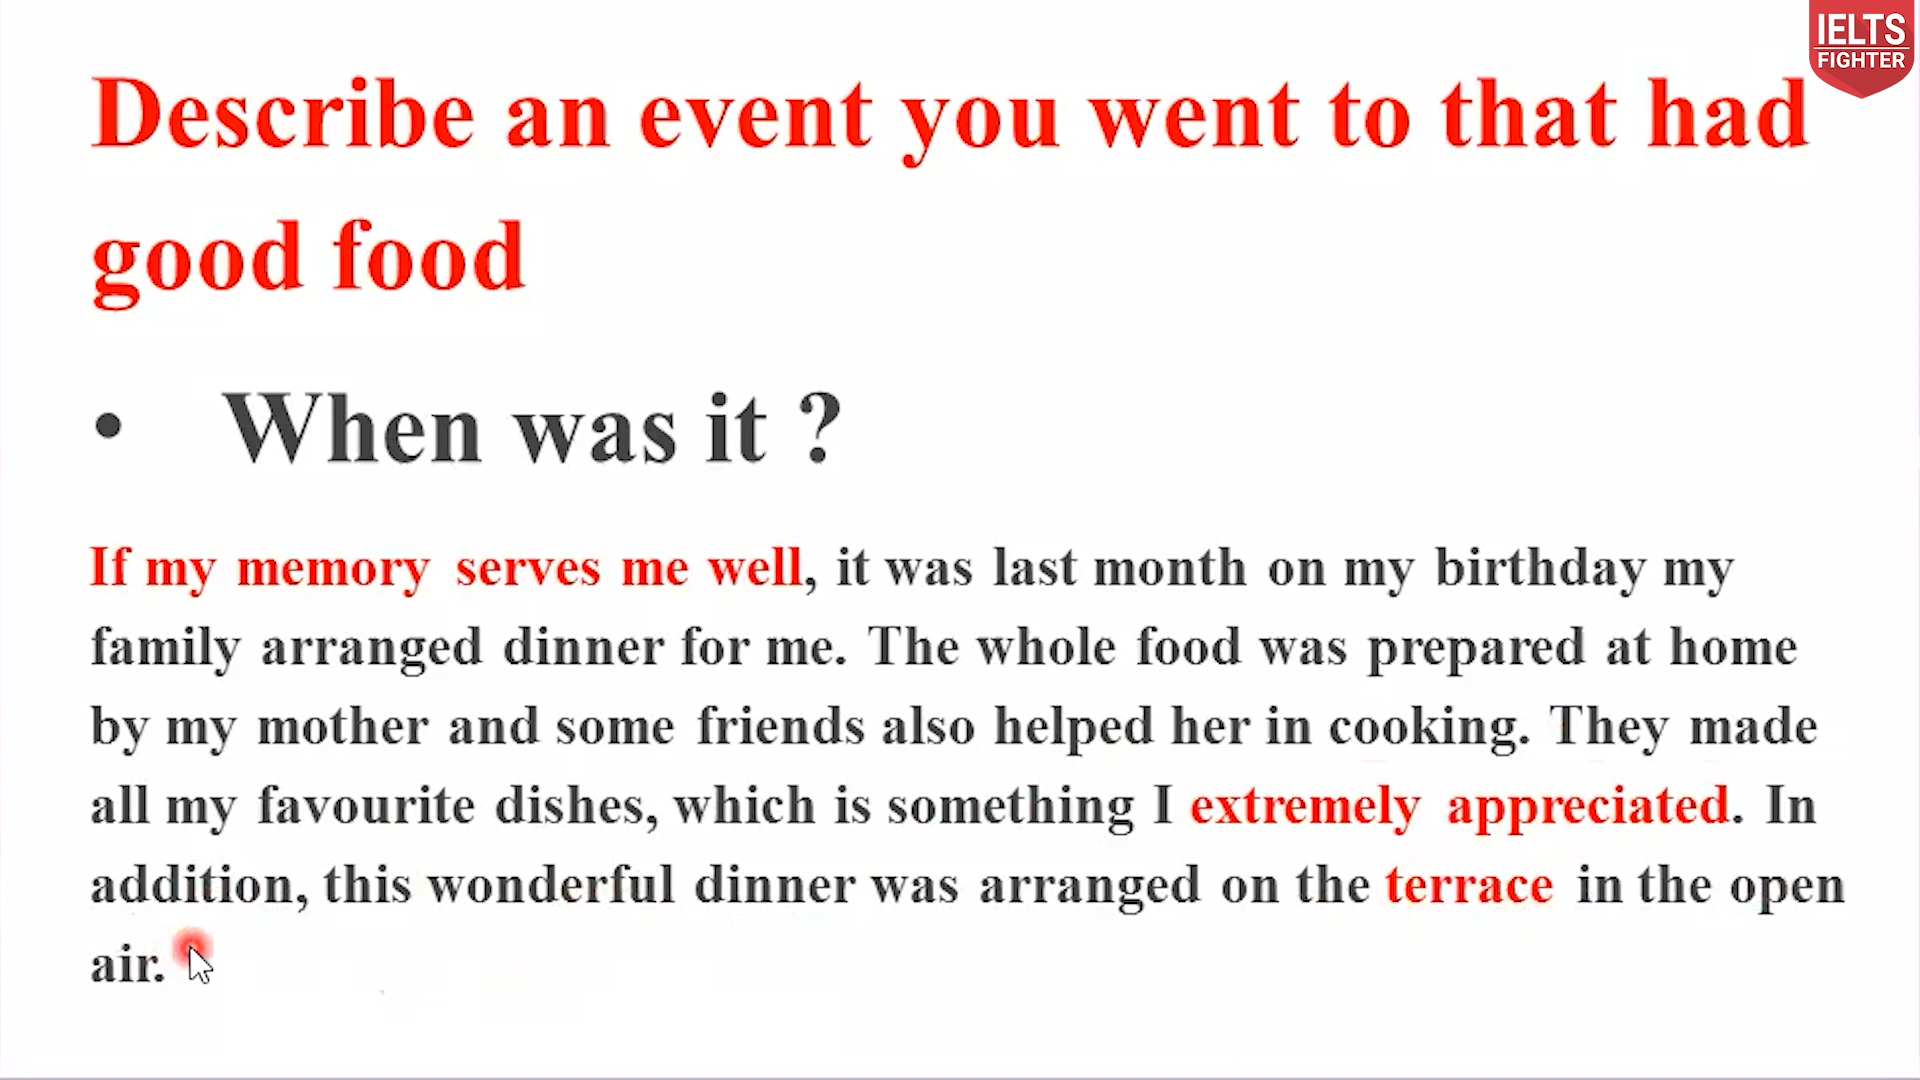 IELTS
FIGHTER
Describe an event you went to that had
good food
• When was it ?
If my memory serves me well, it was last month on my birthday my
family arranged dinner for me. The whole food was prepared at home
by my mother and some friends also helped her in cooking. They made
all my favourite dishes, which is something I extremely appreciated. In
addition, this wonderful dinner was arranged on the terrace in the open
air.